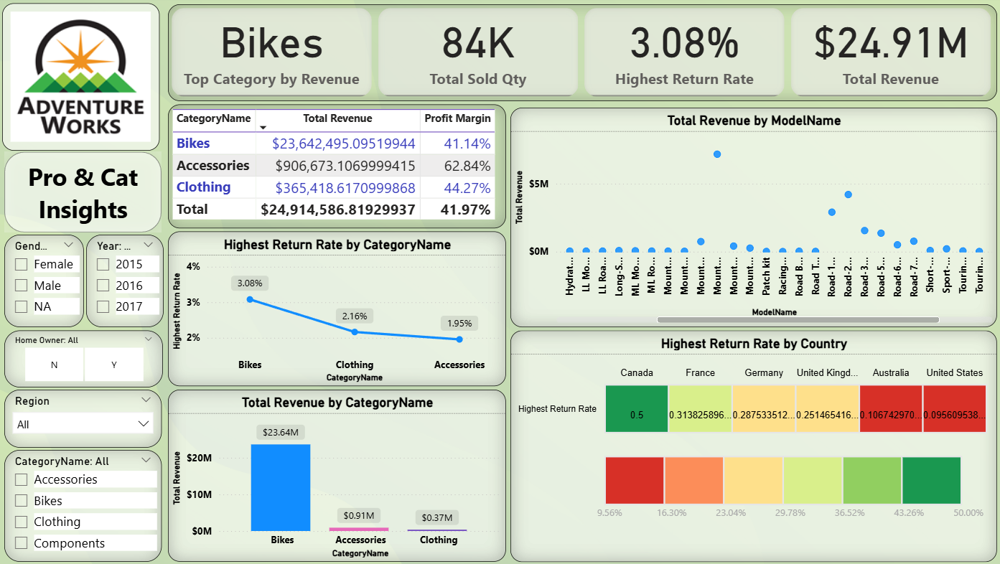 ADVENTURE
WORKS
Pro & Cat
Insights
Gend...
Female
Male
NA
Year: ...
2015
2016
2017
Home Owner: All
N
Y
Region
All
CategoryName: All
Accessories
Bikes
Clothing
Components
Bikes
Top Category by Revenue
84K
Total Sold Qty
3.08%
Highest Return Rate
$24.91M
Total Revenue
CategoryName Total Revenue Profit Margin
Bikes $23,642,495.09519944 41.14%
Accessories $906,673.1069999415 62.84%
Clothing $365,418.6170999868 44.27%
Total $24,914,586.81929937 41.97%
Highest Return Rate by CategoryName
Highest Return Rate
4%
3%
2%
3.08%
2.16%
1.95%
Bikes Clothing Accessories
CategoryName
Total Revenue by CategoryName
Total Revenue
$20M
$10M
$0M
$23.64M
$0.91M
$0.37M
Bikes Accessories Clothing
CategoryName
Total Revenue by ModelName
Total Revenue
$5M
$0M
Hydrat...
LL Mo...
LL Roa...
Long-S...
ML Mo...
ML Ro...
Mount...
Mount...
Mount...
Mount...
Mount...
Mount...
Patch kit
Racing...
Road B...
Road T...
Road-1...
Road-2...
Road-3...
Road-5...
Road-6...
Road-7...
Short-...
Sport-...
Tourin...
Tourin...
ModelName
Highest Return Rate by Country
Canada France Germany United Kingd... Australia United States
Highest Return Rate
0.5 0.313825896... 0.287533512... 0.251465416... 0.106742970... 0.095609538...
9.56% 16.30% 23.04% 29.78% 36.52% 43.26% 50.00%